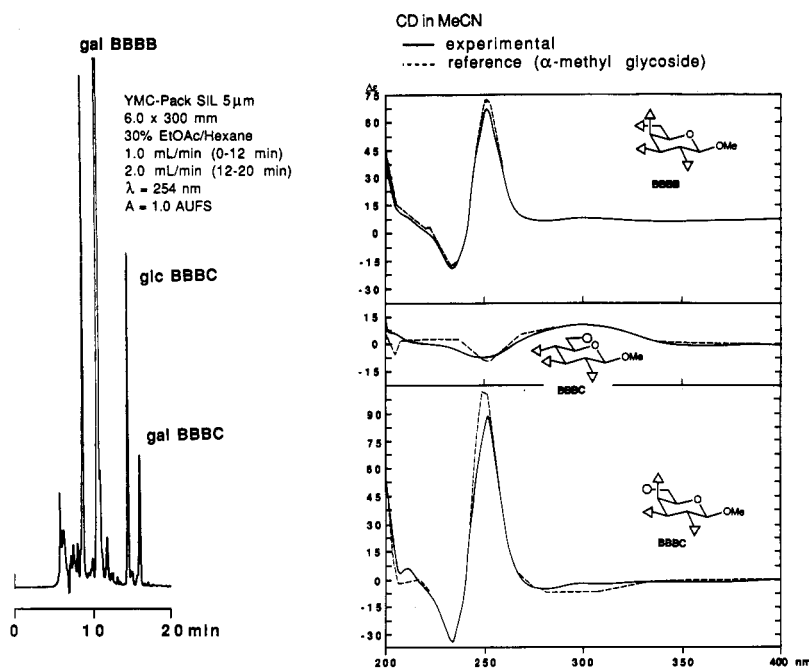 gal BBBB
YMC-Pack SIL 5μm
6.0 x 300 mm
30% EtOAc/Hexane
1.0 mL/min (0-12 min)
2.0 mL/min (12-20 min)
λ = 254 nm
A = 1.0 AUFS
glc BBBC
gal BBBC
0 10 20 min
CD in MeCN
experimental
reference (α-methyl glycoside)
Δε
75
45
15
0
-15
-30
O
OMe
BBBB
15
-15
O
OMe
BBBC
90
75
60
45
30
15
0
-15
-30
O
OMe
BBBC
200 250 300 350 400 nm